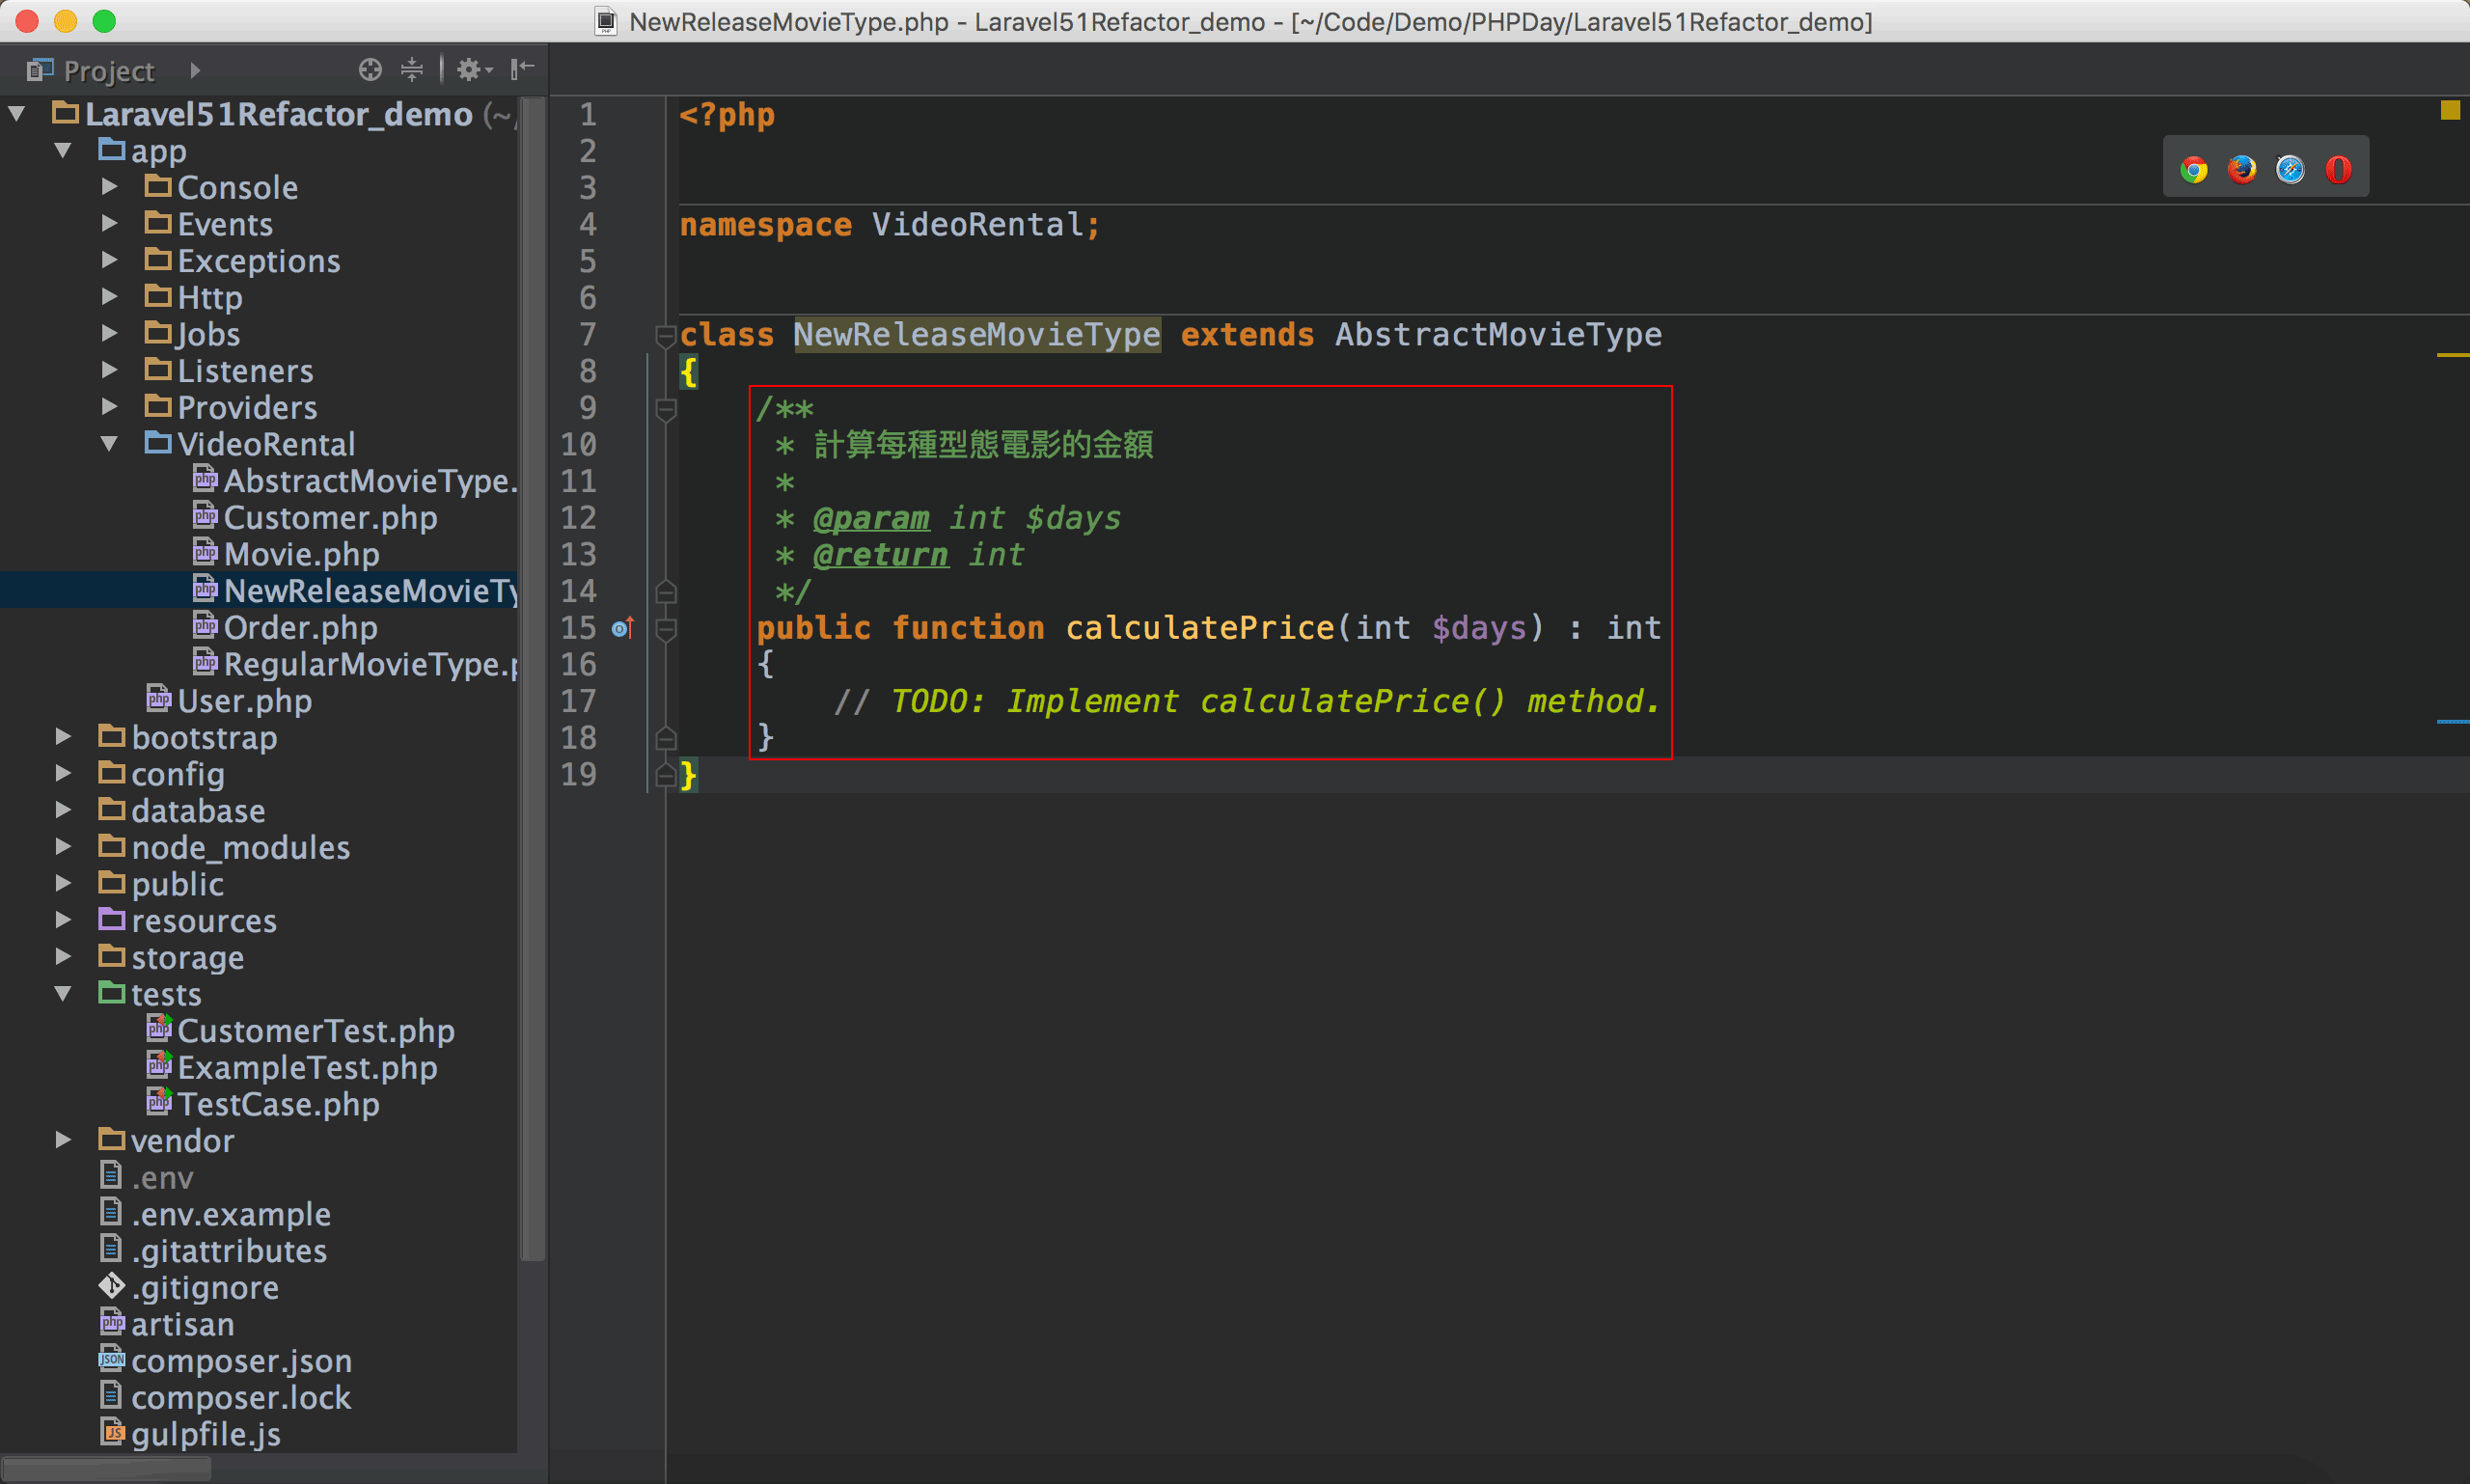 NewReleaseMovieType.php - Laravel51Refactor_demo - [~/Code/Demo/PHPDay/Laravel51Refactor_demo]
Project
Laravel51Refactor_demo (~/
app
Console
Events
Exceptions
Http
Jobs
Listeners
Providers
VideoRental
AbstractMovieType.
Customer.php
Movie.php
NewReleaseMovieTy
Order.php
RegularMovieType.p
User.php
bootstrap
config
database
node_modules
public
resources
storage
tests
CustomerTest.php
ExampleTest.php
TestCase.php
vendor
.env
.env.example
.gitattributes
.gitignore
artisan
composer.json
composer.lock
gulpfile.js
1 <?php
2
3
4 namespace VideoRental;
5
6
7 class NewReleaseMovieType extends AbstractMovieType
8 {
9 /**
10 * 計算每種型態電影的金額
11 *
12 * @param int $days
13 * @return int
14 */
15 public function calculatePrice(int $days) : int
16 {
17 // TODO: Implement calculatePrice() method.
18 }
19 }